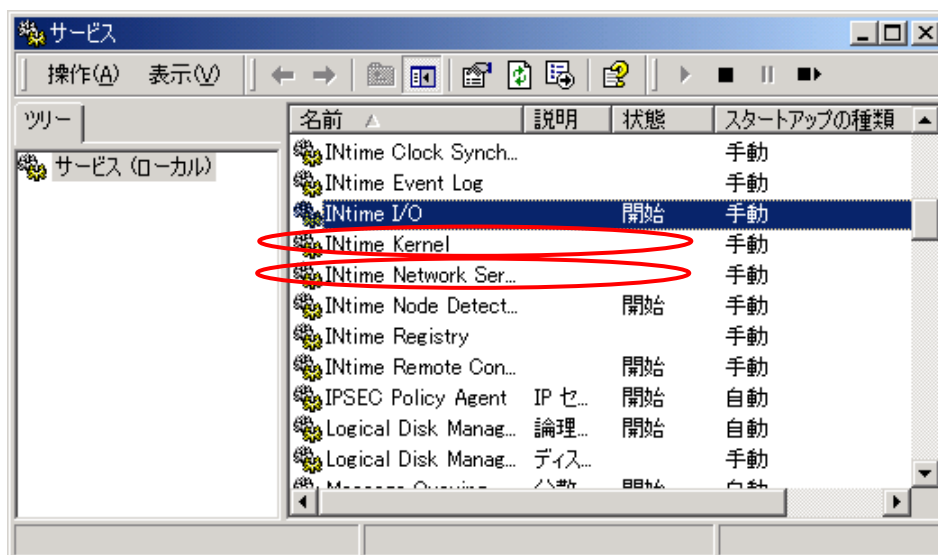 サービス
操作(A) 表示(V)
ツリー
サービス (ローカル)
名前 説明 状態 スタートアップの種類
INtime Clock Synch... 手動
INtime Event Log 手動
INtime I/O 開始 手動
INtime Kernel 手動
INtime Network Ser... 手動
INtime Node Detect... 開始 手動
INtime Registry 手動
INtime Remote Con... 開始 手動
IPSEC Policy Agent IP セ... 開始 自動
Logical Disk Manag... 論理... 開始 自動
Logical Disk Manag... ディス... 手動